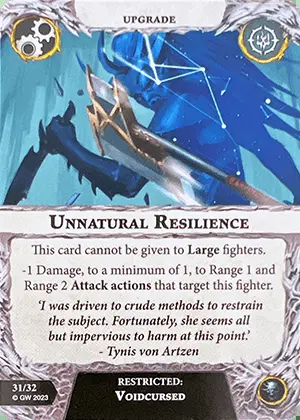 UPGRADE
UNNATURAL RESILIENCE
This card cannot be given to Large fighters.
-1 Damage, to a minimum of 1, to Range 1 and
Range 2 Attack actions that target this fighter.
'I was driven to crude methods to restrain
the subject. Fortunately, she seems all
but impervious to harm at this point.'
- Tynis von Artzen
31/32
© GW 2023
RESTRICTED:
VOIDCURSED